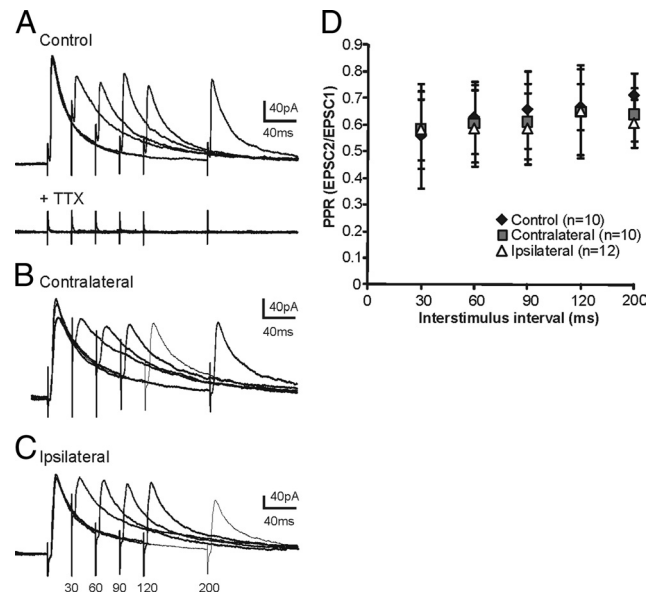 A
Control
40pA
40ms
+ TTX
B
Contralateral
40pA
40ms
C
Ipsilateral
40pA
40ms
30 60 90 120 200
D
PPR (EPSC2/EPSC1)
0.9
0.8
0.7
0.6
0.5
0.4
0.3
0.2
0.1
0
Control (n=10)
Contralateral (n=10)
Ipsilateral (n=12)
0 30 60 90 120 200
Interstimulus interval (ms)